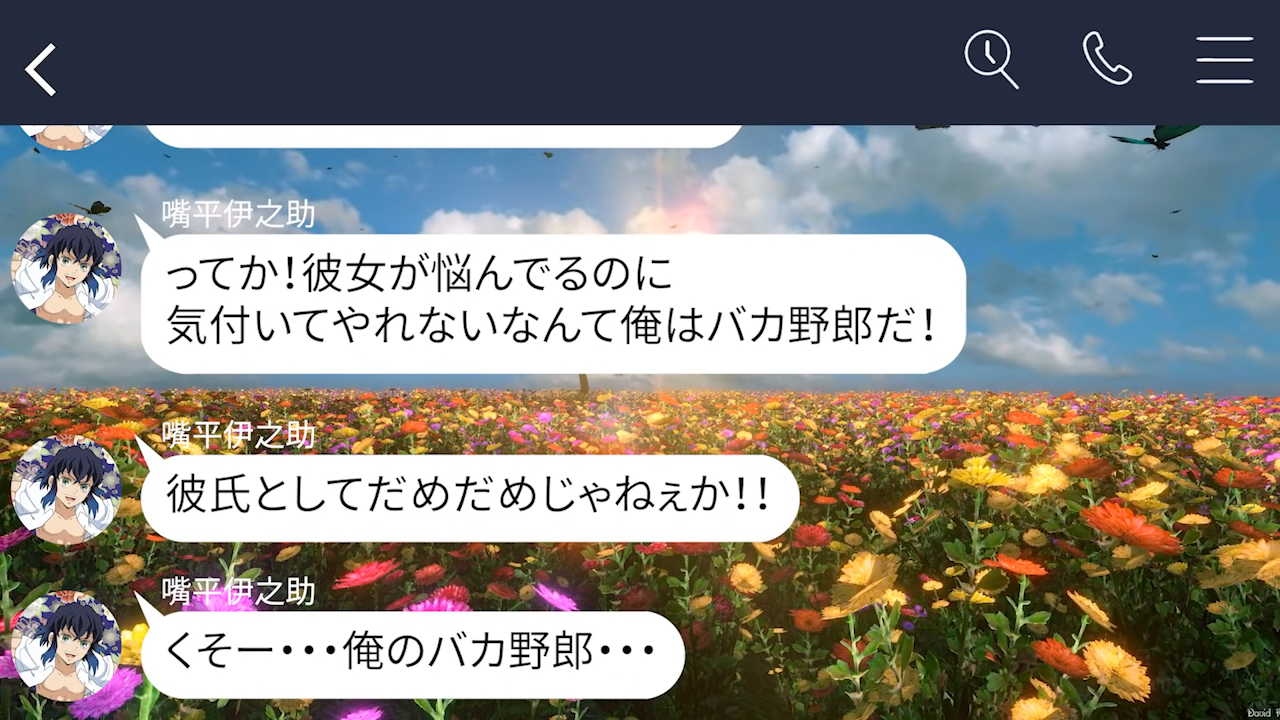 嘴平伊之助
ってか！彼女が悩んでるのに
気付いてやれないなんて俺はバカ野郎だ！
嘴平伊之助
彼氏としてだめだめじゃねぇか！！
嘴平伊之助
くそー・・・俺のバカ野郎・・・
David